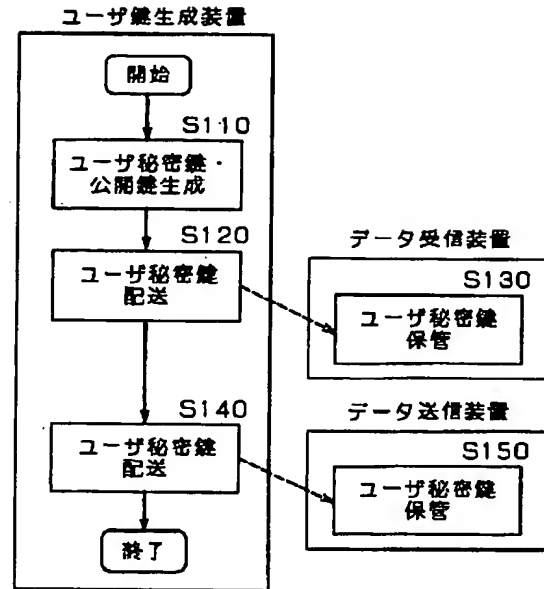 ユーザ鍵生成装置
開始
S110
ユーザ秘密鍵・
公開鍵生成
S120
ユーザ秘密鍵
配送
データ受信装置
S130
ユーザ秘密鍵
保管
S140
ユーザ秘密鍵
配送
データ送信装置
S150
ユーザ秘密鍵
保管
終了